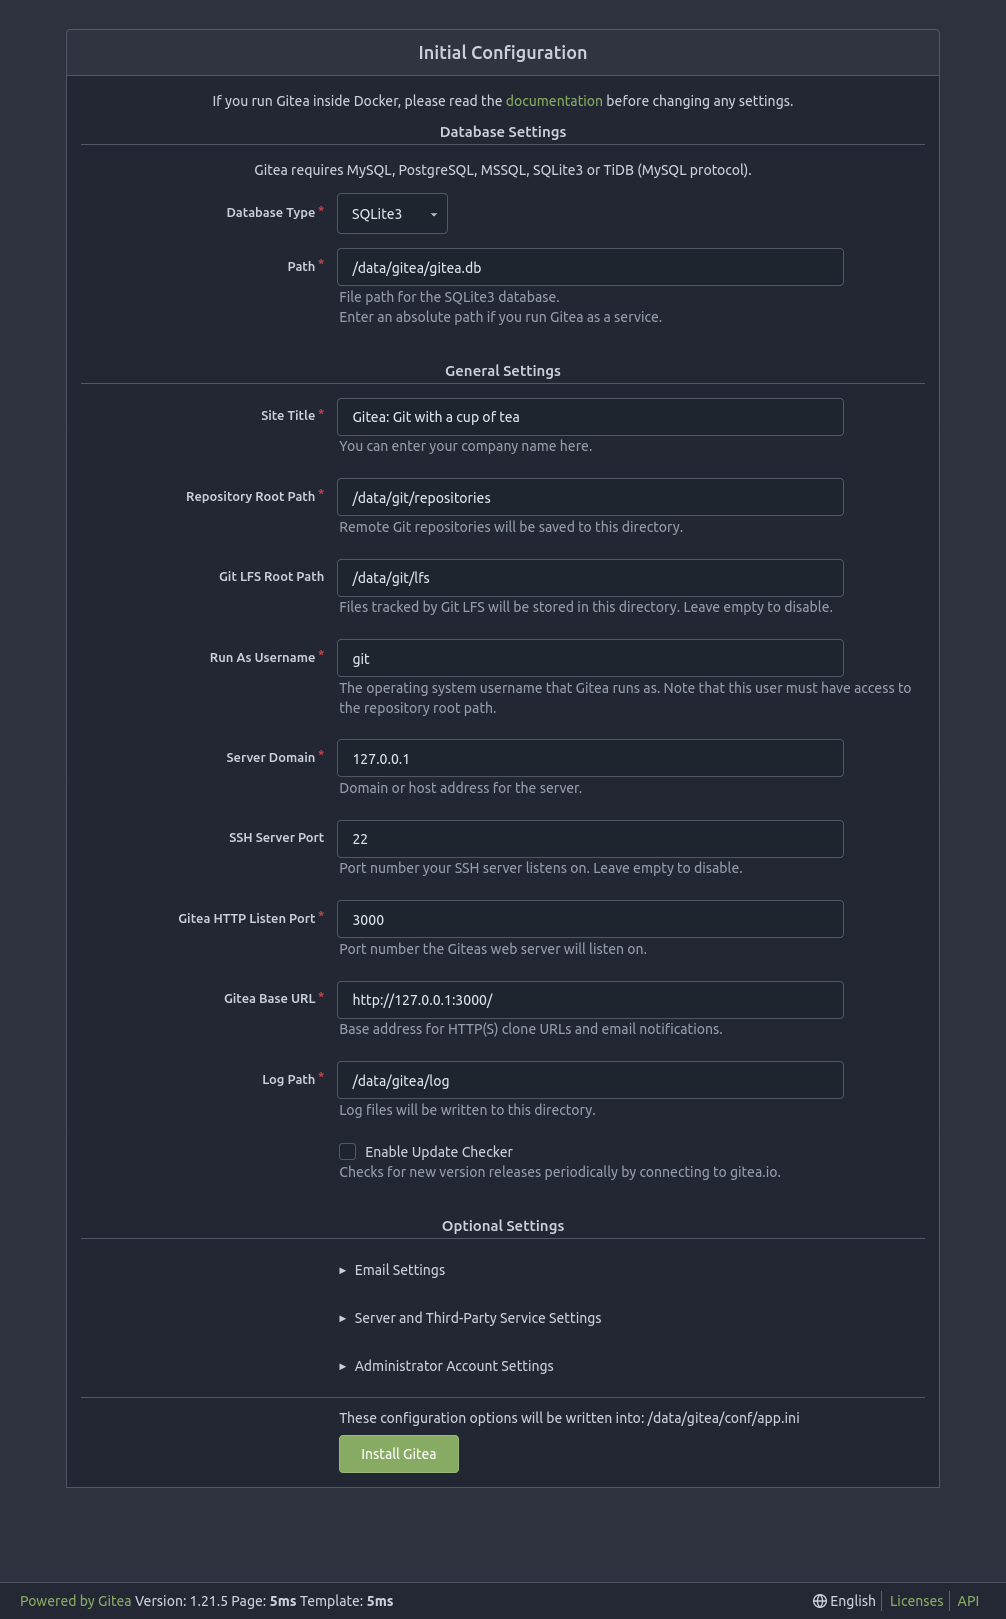 Initial Configuration
If you run Gitea inside Docker, please read the documentation before changing any settings.
Database Settings
Gitea requires MySQL, PostgreSQL, MSSQL, SQLite3 or TiDB (MySQL protocol).
Database Type *
SQLite3
Path *
/data/gitea/gitea.db
File path for the SQLite3 database.
Enter an absolute path if you run Gitea as a service.
General Settings
Site Title *
Gitea: Git with a cup of tea
You can enter your company name here.
Repository Root Path *
/data/git/repositories
Remote Git repositories will be saved to this directory.
Git LFS Root Path
/data/git/lfs
Files tracked by Git LFS will be stored in this directory. Leave empty to disable.
Run As Username *
git
The operating system username that Gitea runs as. Note that this user must have access to
the repository root path.
Server Domain *
127.0.0.1
Domain or host address for the server.
SSH Server Port
22
Port number your SSH server listens on. Leave empty to disable.
Gitea HTTP Listen Port *
3000
Port number the Giteas web server will listen on.
Gitea Base URL *
http://127.0.0.1:3000/
Base address for HTTP(S) clone URLs and email notifications.
Log Path *
/data/gitea/log
Log files will be written to this directory.
Enable Update Checker
Checks for new version releases periodically by connecting to gitea.io.
Optional Settings
Email Settings
Server and Third-Party Service Settings
Administrator Account Settings
These configuration options will be written into: /data/gitea/conf/app.ini
Install Gitea
Powered by Gitea Version: 1.21.5 Page: 5ms Template: 5ms
English
Licenses
API